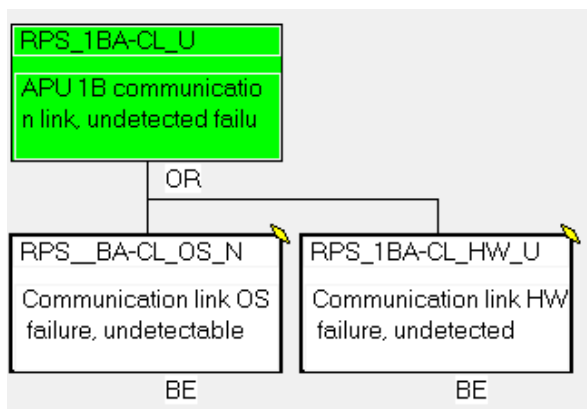 RPS_1BA-CL_U
APU 1B communicatio
n link, undetected failu
OR
RPS__BA-CL_OS_N
Communication link OS
failure, undetectable
BE
RPS_1BA-CL_HW_U
Communication link HW
failure, undetected
BE